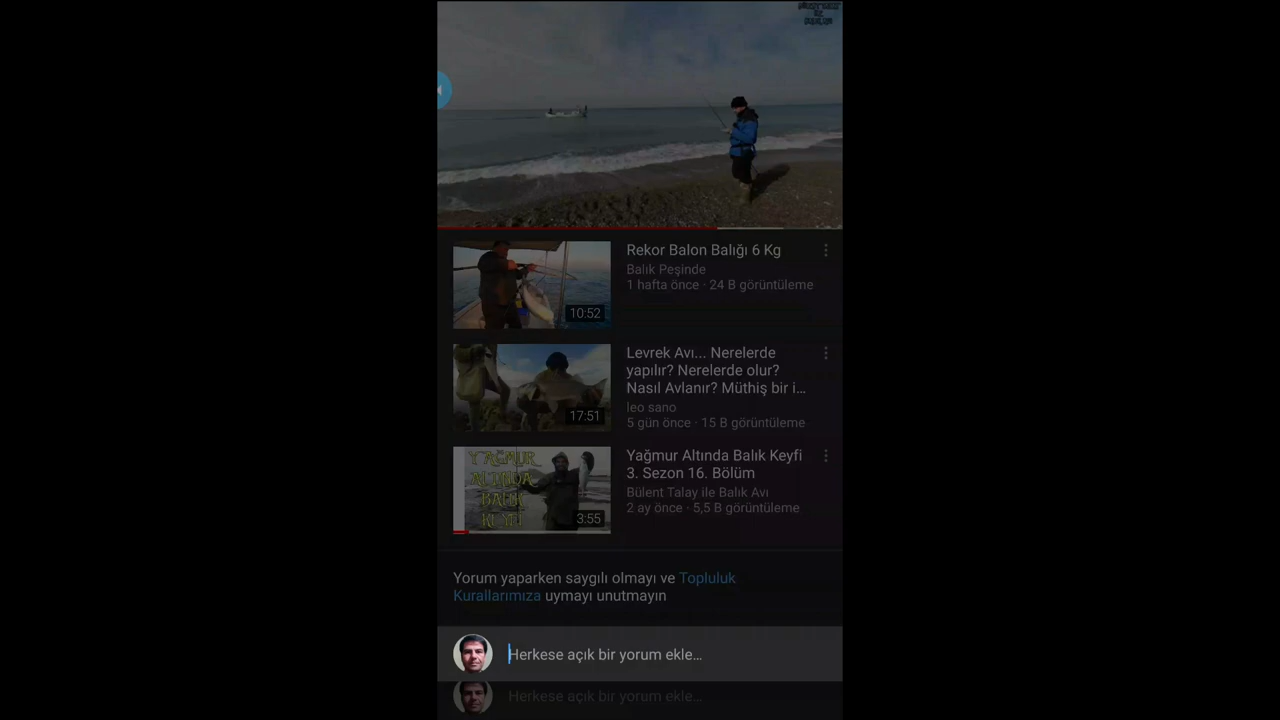 Rekor Balon Balığı 6 Kg
Balık Peşinde
1 hafta önce · 24 B görüntüleme
10:52
Levrek Avı... Nerelerde
yapılır? Nerelerde olur?
Nasıl Avlanır? Müthiş bir i...
leo sano
5 gün önce · 15 B görüntüleme
17:51
YAĞMUR
ALTINDA
BALIK
KEYFİ
3:55
Yağmur Altında Balık Keyfi
3. Sezon 16. Bölüm
Bülent Talay ile Balık Avı
2 ay önce · 5,5 B görüntüleme
Yorum yaparken saygılı olmayı ve Topluluk
Kurallarımıza uymayı unutmayın
Herkese açık bir yorum ekle...
Herkese açık bir yorum ekle...